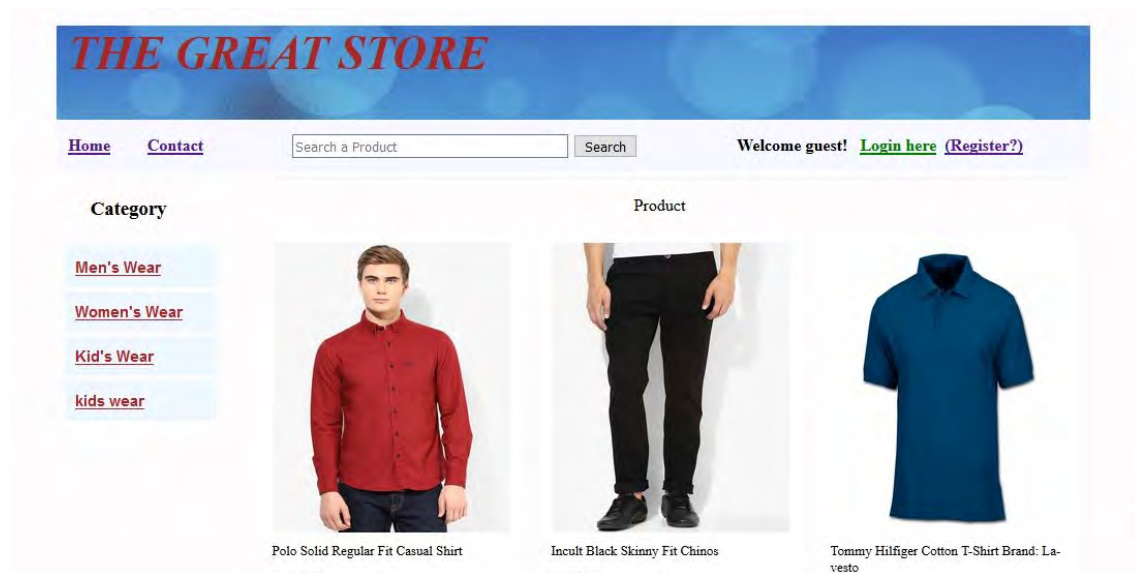 THE GREAT STORE
Home Contact Search a Product Search Welcome guest! Login here (Register?)
Category
Product
Men's Wear
Women's Wear
Kid's Wear
kids wear
Polo Solid Regular Fit Casual Shirt
Incult Black Skinny Fit Chinos
Tommy Hilfiger Cotton T-Shirt Brand: La-
vesto